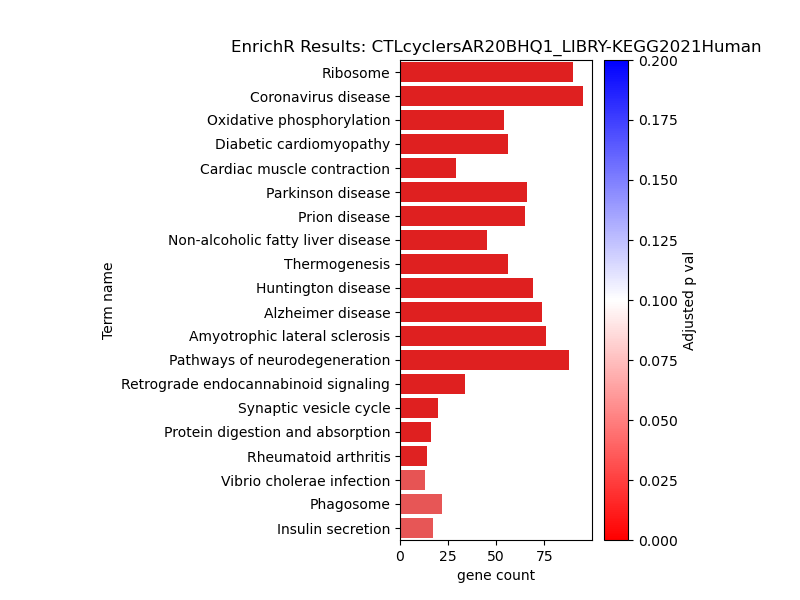 EnrichR Results: CTLcyclersAR20BHQ1_LIBRY-KEGG2021Human
Ribosome
Coronavirus disease
Oxidative phosphorylation
Diabetic cardiomyopathy
Cardiac muscle contraction
Parkinson disease
Prion disease
Non-alcoholic fatty liver disease
Thermogenesis
Huntington disease
Alzheimer disease
Amyotrophic lateral sclerosis
Pathways of neurodegeneration
Retrograde endocannabinoid signaling
Synaptic vesicle cycle
Protein digestion and absorption
Rheumatoid arthritis
Vibrio cholerae infection
Phagosome
Insulin secretion
Term name
0 25 50 75
gene count
0.200
0.175
0.150
0.125
0.100
0.075
0.050
0.025
0.000
Adjusted p val